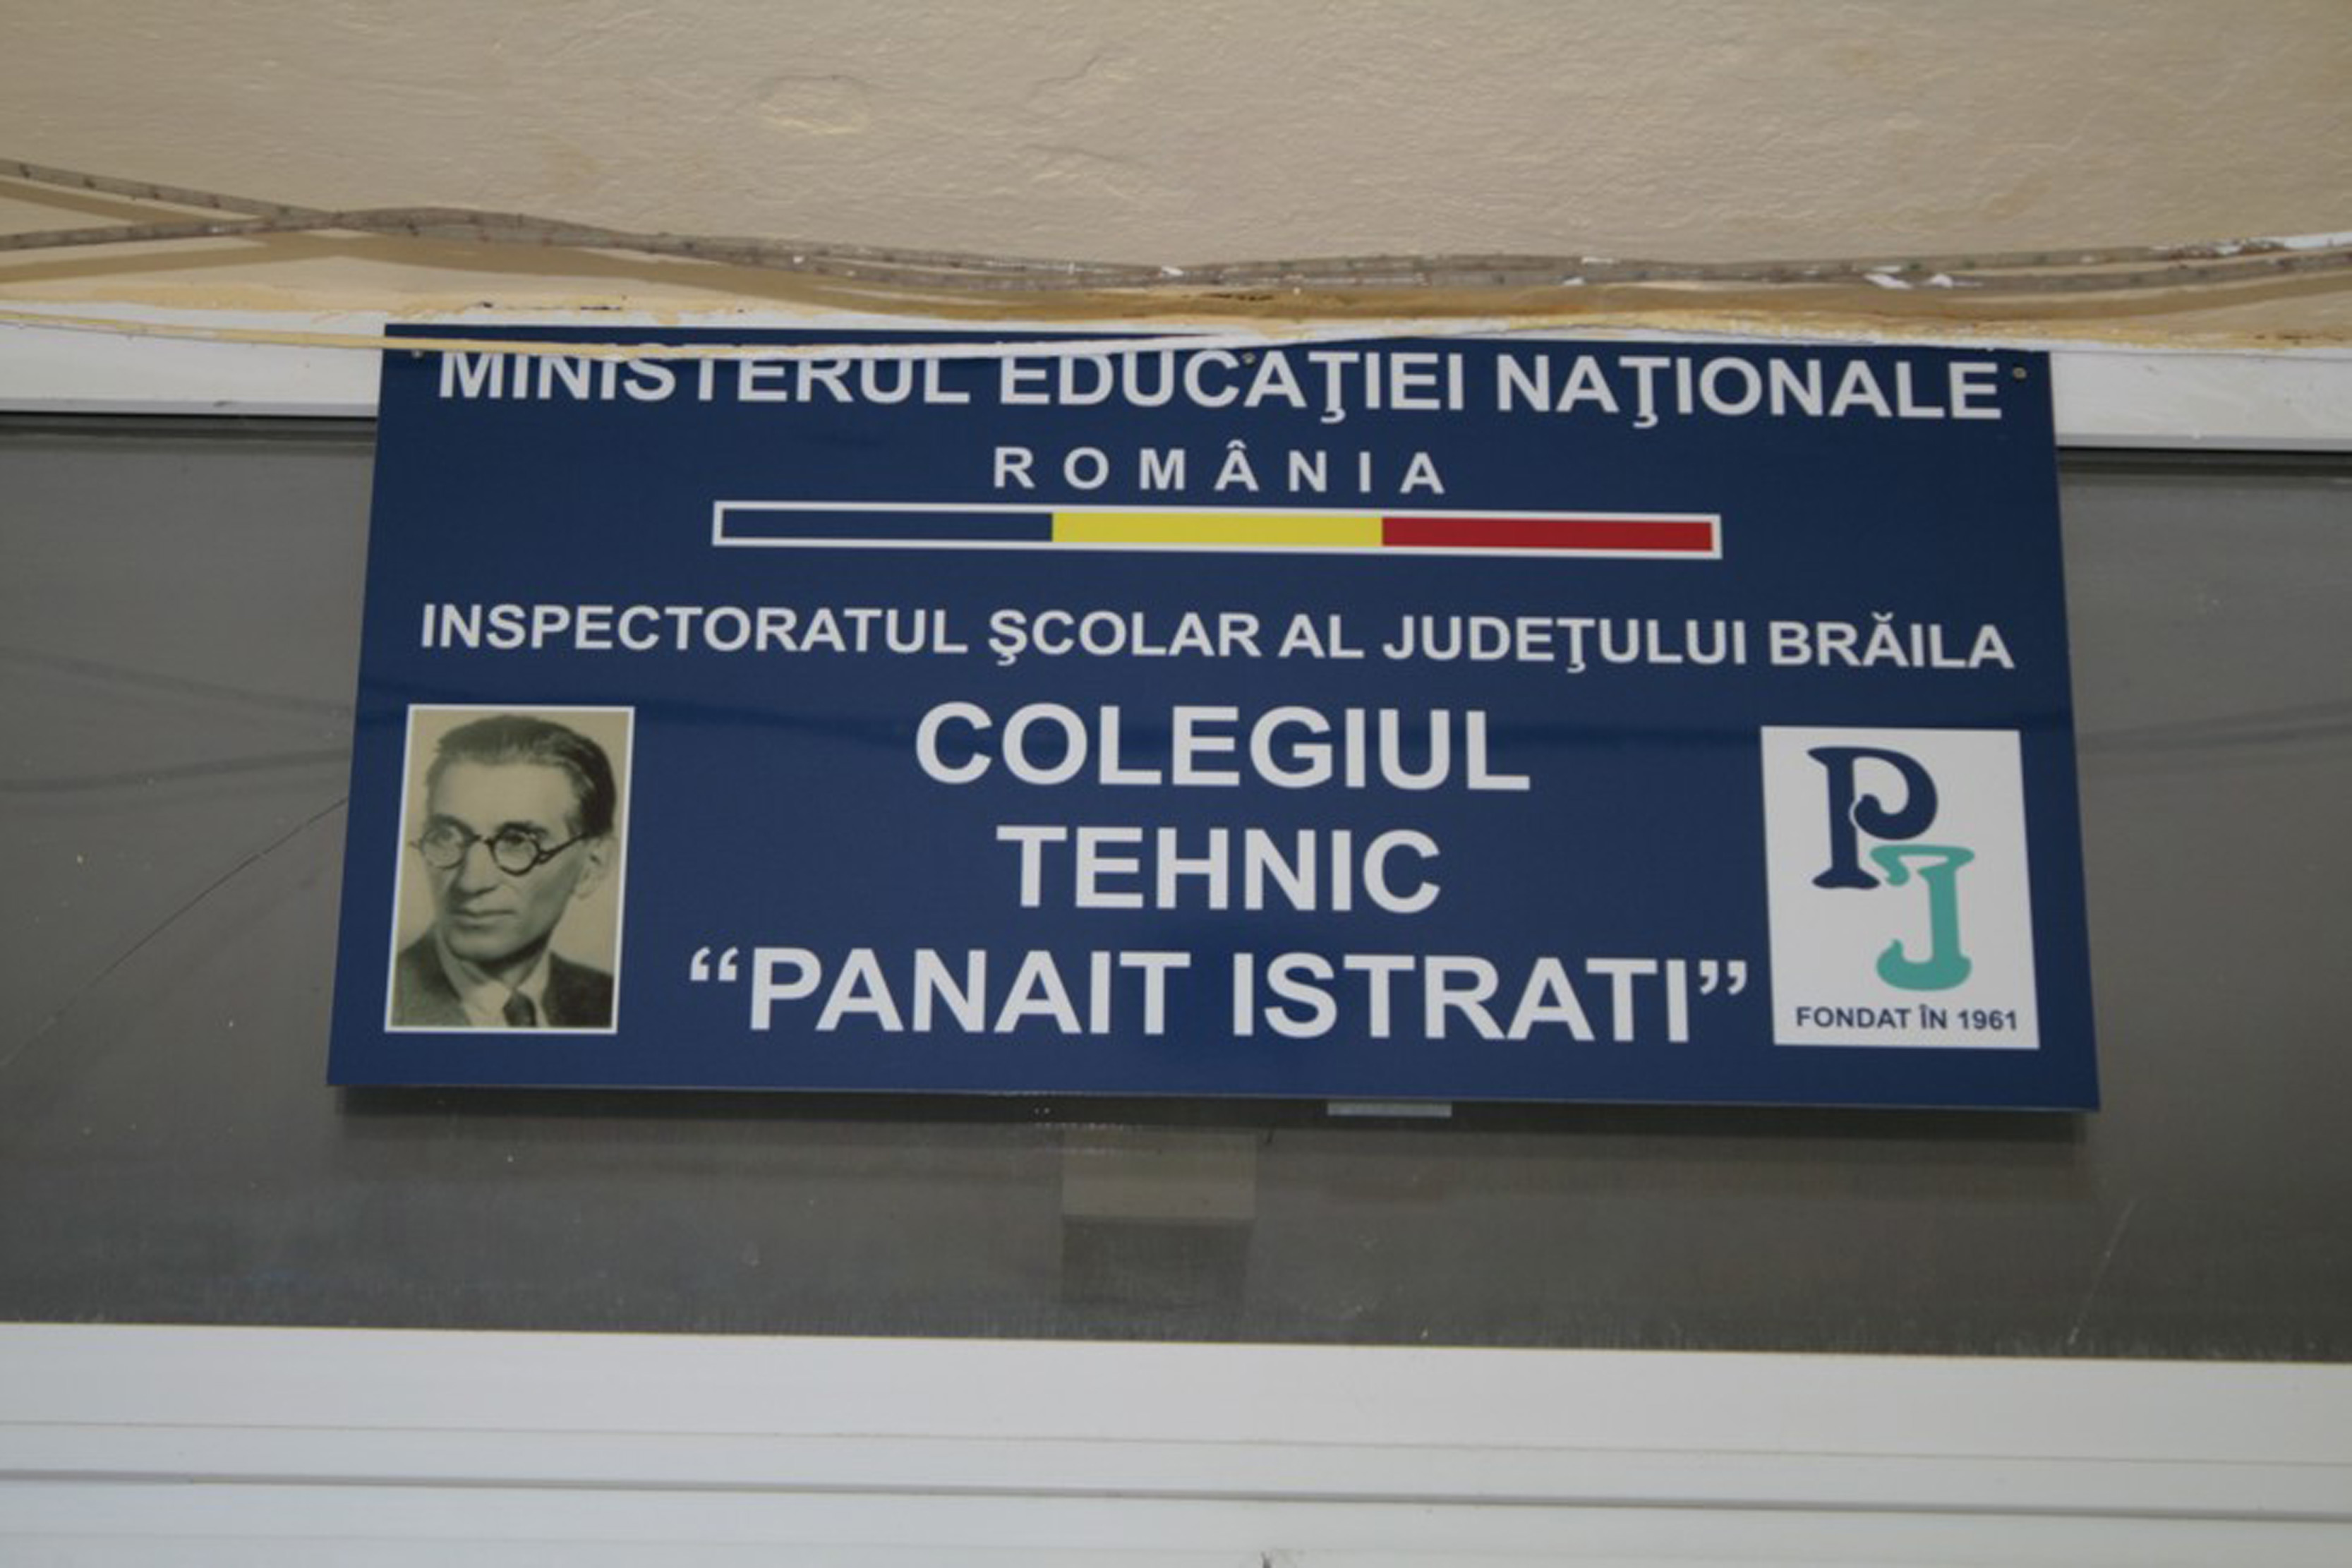 MINISTERUL EDUCAŢIEI NAŢIONALE
ROMÂNIA
INSPECTORATUL ŞCOLAR AL JUDEŢULUI BRĂILA
COLEGIUL
TEHNIC
“PANAIT ISTRATI”
PJ
FONDAT ÎN 1961